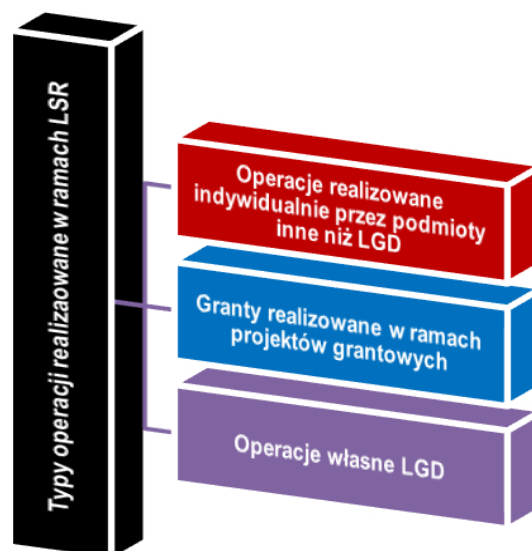 Typy operacji realizaowane w ramach LSR
Operacje realizowane
indywidualnie przez podmioty
inne niż LGD
Granty realizowane w ramach
projektów grantowych
Operacje własne LGD